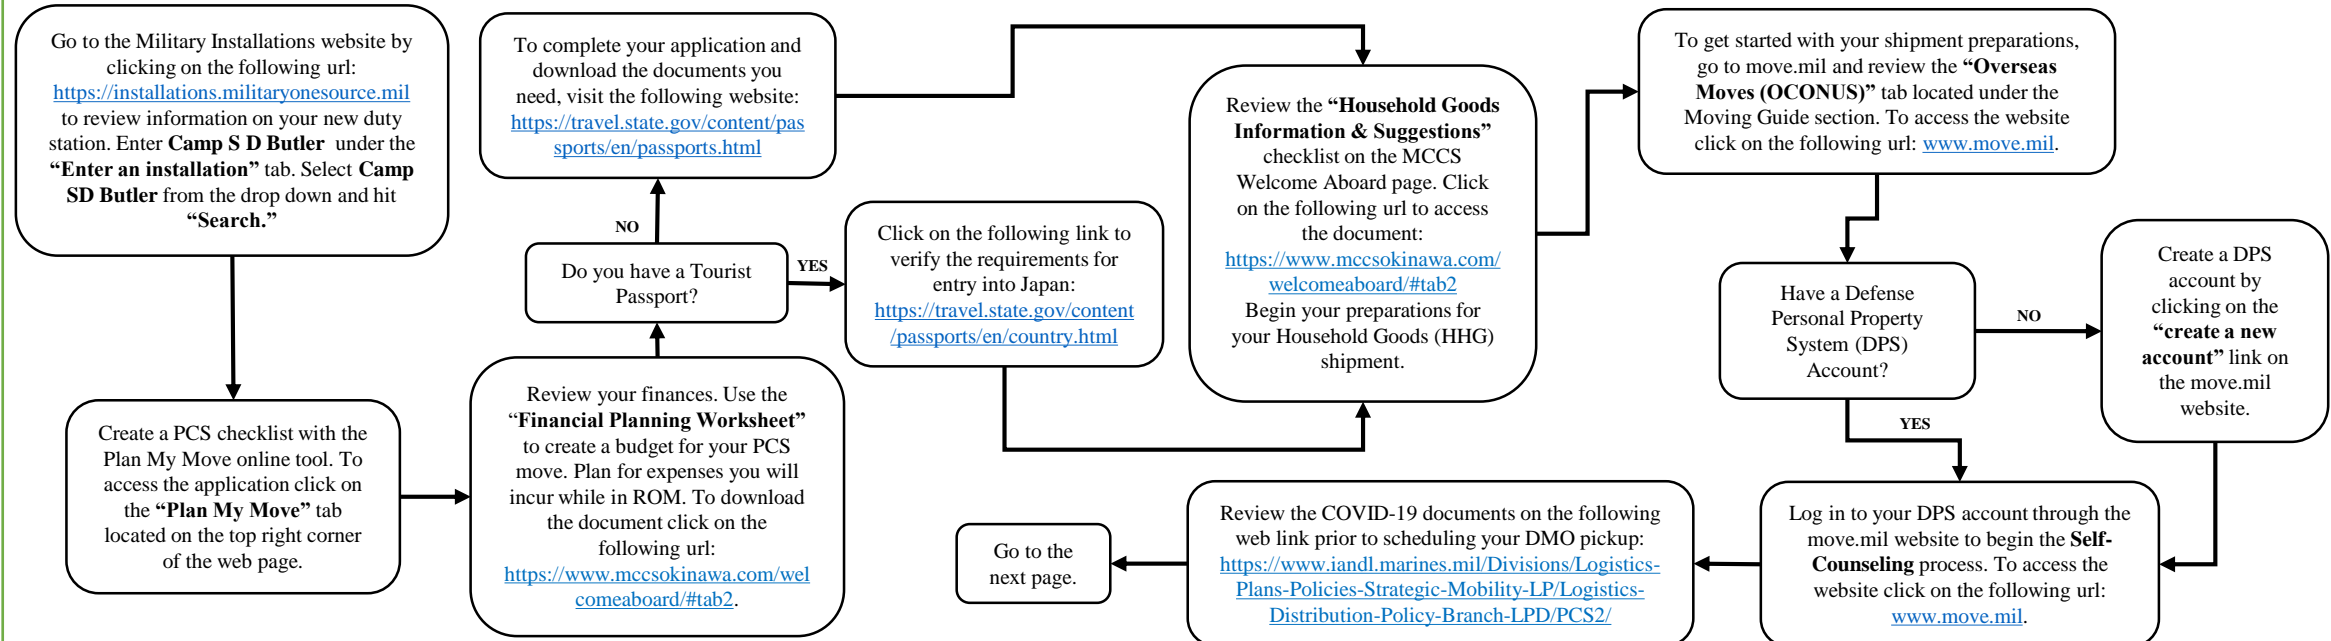 Go to the Military Installations website by
clicking on the following url:
https://installations.militaryonesource.mil
to review information on your new duty
station. Enter Camp S D Butler under the
“Enter an installation” tab. Select Camp
SD Butler from the drop down and hit
“Search.”
Create a PCS checklist with the
Plan My Move online tool. To
access the application click on
the “Plan My Move” tab
located on the top right corner
of the web page.
Review your finances. Use the
“Financial Planning Worksheet”
to create a budget for your PCS
move. Plan for expenses you will
incur while in ROM. To download
the document click on the
following url:
https://www.mccsokinawa.com/wel
comeaboard/#tab2.
Do you have a Tourist
Passport?
NO
To complete your application and
download the documents you
need, visit the following website:
https://travel.state.gov/content/pas
sports/en/passports.html
YES
Click on the following link to
verify the requirements for
entry into Japan:
https://travel.state.gov/content
/passports/en/country.html
Review the “Household Goods
Information & Suggestions”
checklist on the MCCS
Welcome Aboard page. Click
on the following url to access
the document:
https://www.mccsokinawa.com/
welcomeaboard/#tab2
Begin your preparations for
your Household Goods (HHG)
shipment.
To get started with your shipment preparations,
go to move.mil and review the “Overseas
Moves (OCONUS)” tab located under the
Moving Guide section. To access the website
click on the following url: www.move.mil.
Have a Defense
Personal Property
System (DPS)
Account?
NO
Create a DPS
account by
clicking on the
“create a new
account” link on
the move.mil
website.
YES
Log in to your DPS account through the
move.mil website to begin the Self-
Counseling process. To access the
website click on the following url:
www.move.mil.
Review the COVID-19 documents on the following
web link prior to scheduling your DMO pickup:
https://www.iandl.marines.mil/Divisions/Logistics-
Plans-Policies-Strategic-Mobility-LP/Logistics-
Distribution-Policy-Branch-LPD/PCS2/
Go to the
next page.